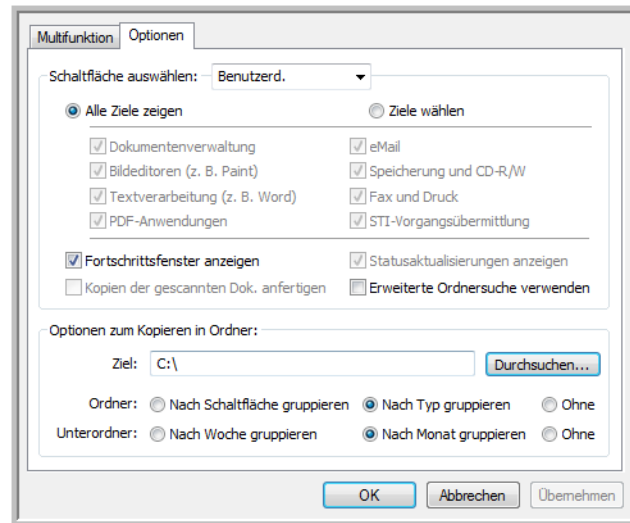 Multifunktion Optionen
Schaltfläche auswählen: Benutzerd.
Alle Ziele zeigen Ziele wählen
Dokumentenverwaltung eMail
Bildeditoren (z. B. Paint) Speicherung und CD-R/W
Textverarbeitung (z. B. Word) Fax und Druck
PDF-Anwendungen STI-Vorgangsübermittlung
Fortschrittsfenster anzeigen Statusaktualisierungen anzeigen
Kopien der gescannten Dok. anfertigen Erweiterte Ordnersuche verwenden
Optionen zum Kopieren in Ordner:
Ziel: C:\ Durchsuchen...
Ordner: Nach Schaltfläche gruppieren Nach Typ gruppieren Ohne
Unterordner: Nach Woche gruppieren Nach Monat gruppieren Ohne
OK Abbrechen Übernehmen